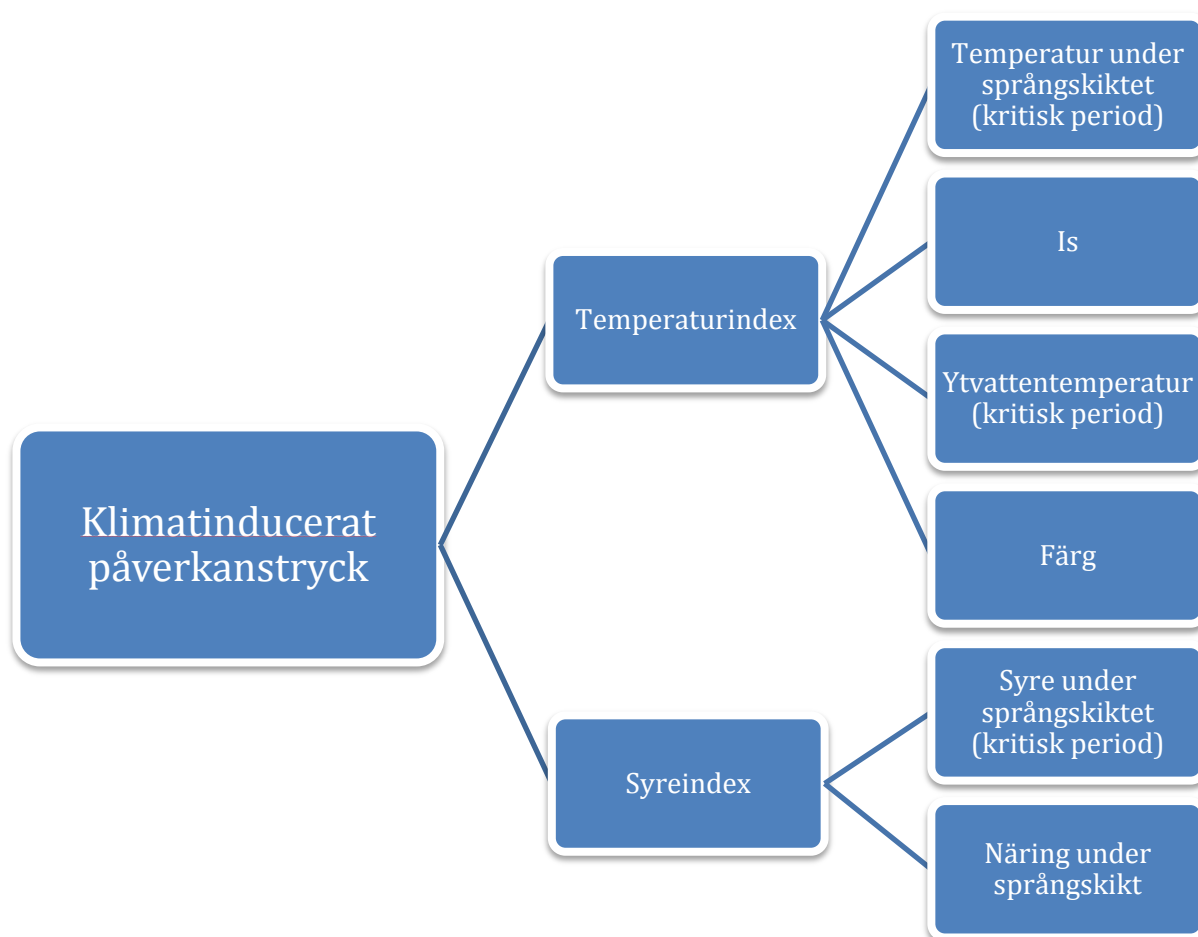 Klimatinducerat
påverkanstryck
Temperaturindex
Temperatur under
språngskiktet
(kritisk period)
Is
Ytvattentemperatur
(kritisk period)
Färg
Syreindex
Syre under
språngskiktet
(kritisk period)
Näring under
språngskikt